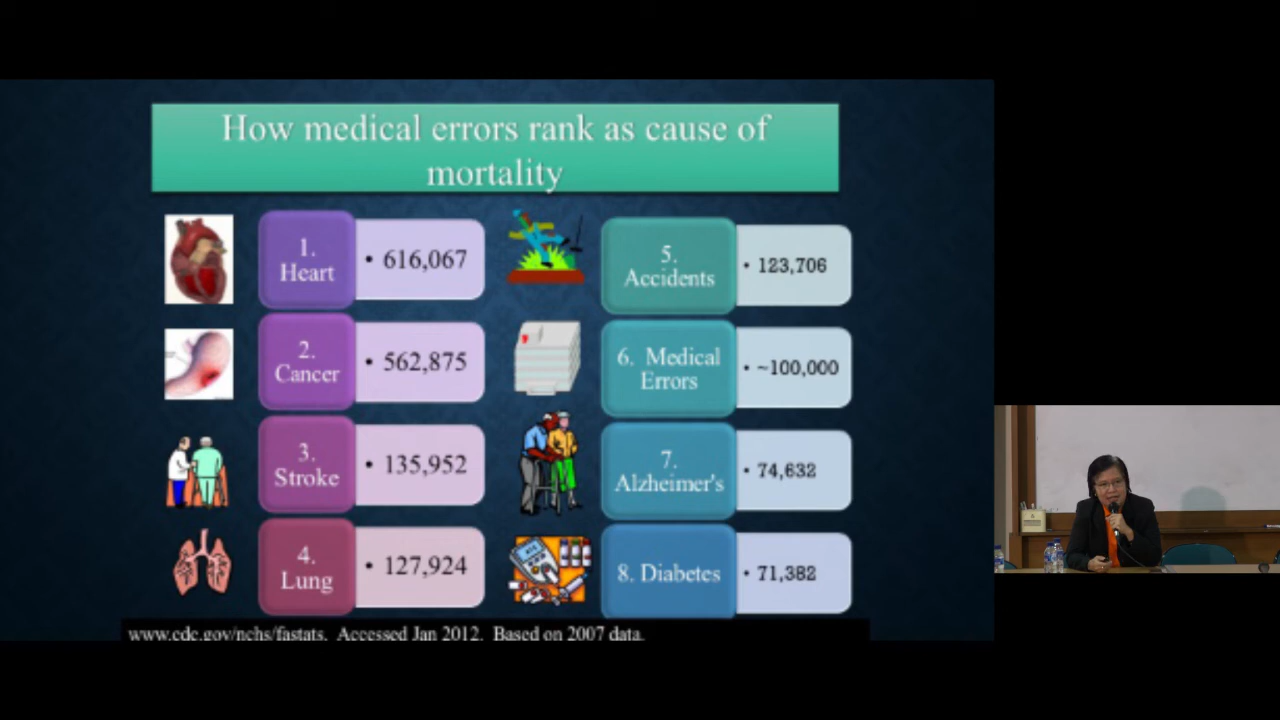 How medical errors rank as cause of
mortality
1.
Heart
• 616,067
2.
Cancer
• 562,875
3.
Stroke
• 135,952
4.
Lung
• 127,924
5.
Accidents
• 123,706
6. Medical
Errors
• ~100,000
7.
Alzheimer's
• 74,632
8. Diabetes
• 71,382
www.cdc.gov/nchs/fastats. Accessed Jan 2012. Based on 2007 data.